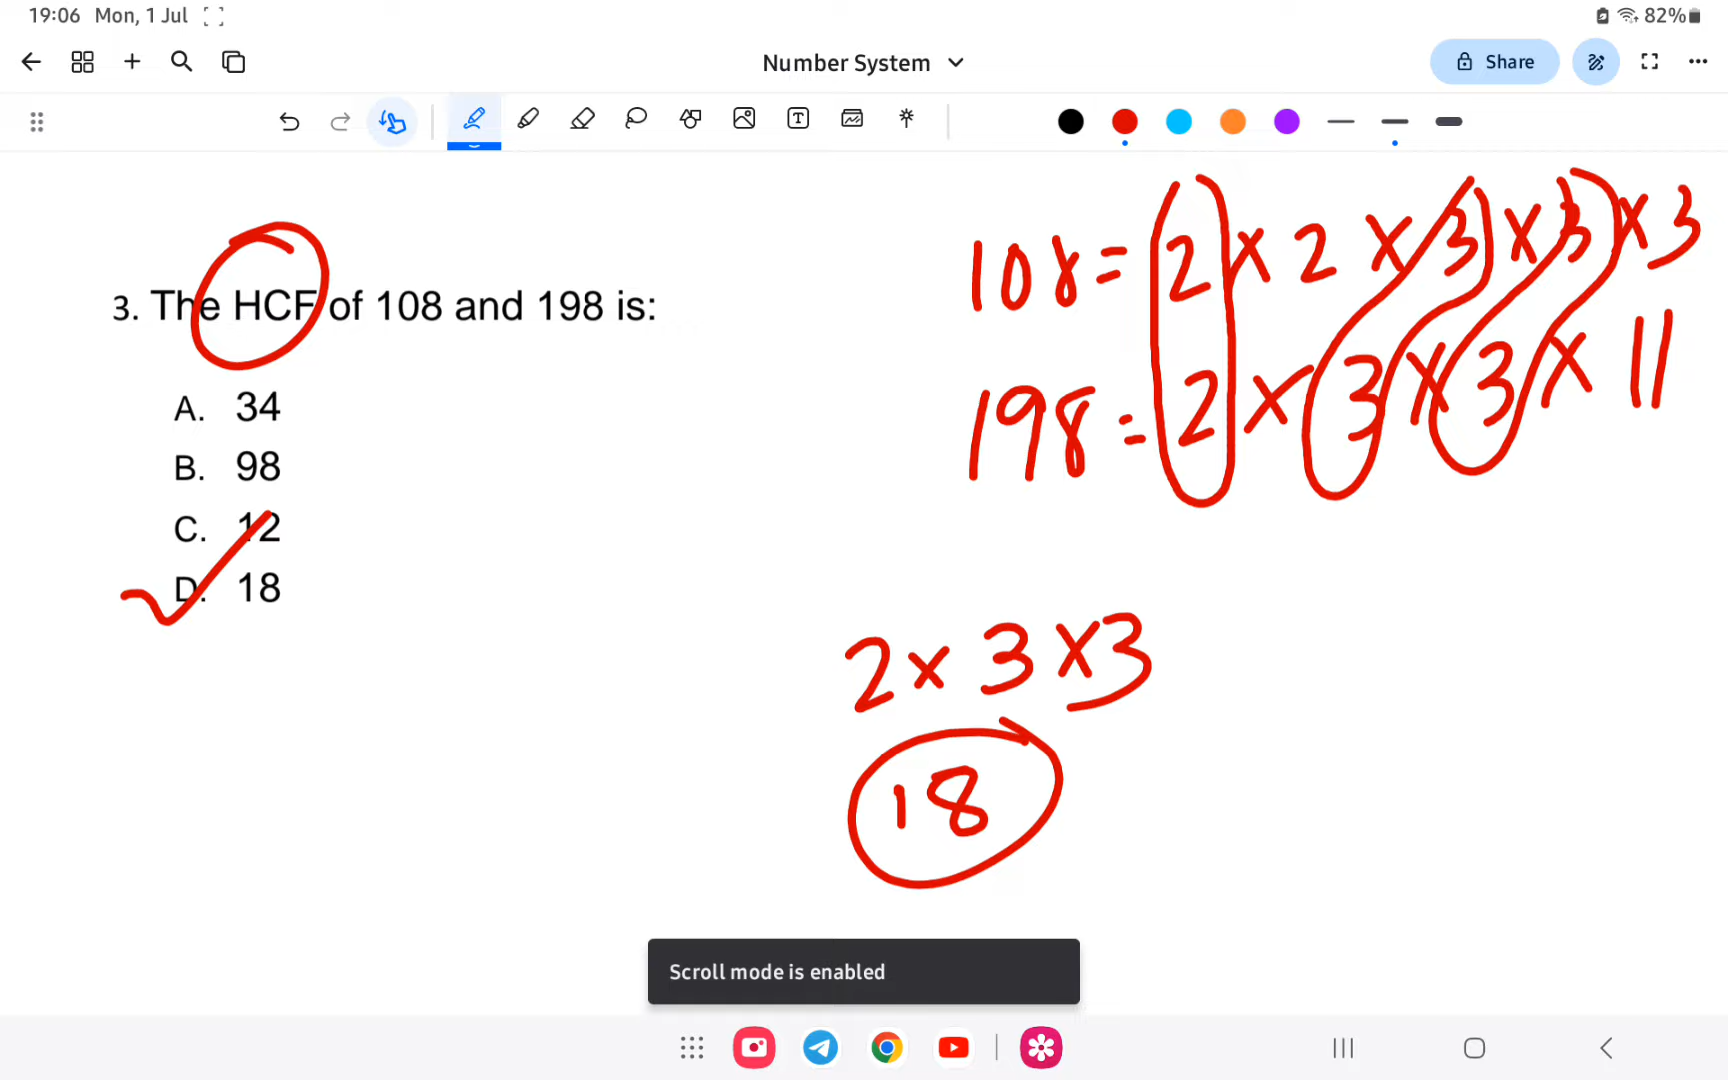 19:06 Mon, 1 Jul 82%
Number System
Share
3. The HCF of 108 and 198 is:
A. 34
B. 98
C. 12
D. 18
108 = 2 x 2 x 3 x 3 x 3
198 = 2 x 3 x 3 x 11
2 x 3 x 3
18
Scroll mode is enabled